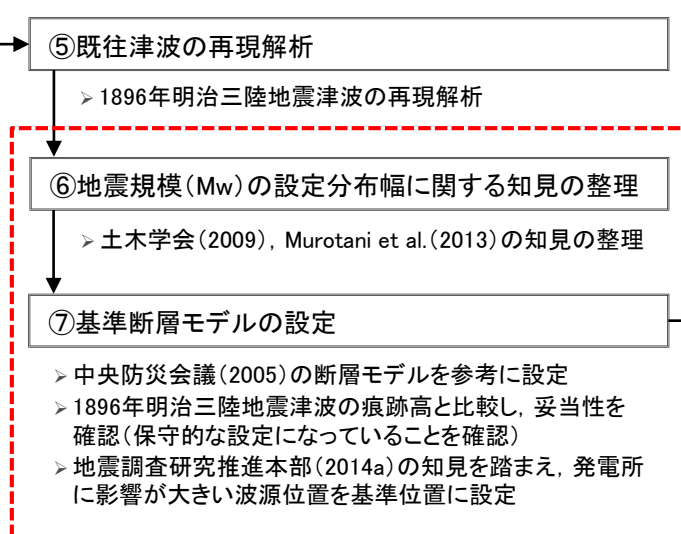 ⑤既往津波の再現解析
➢1896年明治三陸地震津波の再現解析
⑥地震規模(Mw)の設定分布幅に関する知見の整理
➢土木学会(2009), Murotani et al.(2013)の知見の整理
⑦基準断層モデルの設定
➢中央防災会議(2005)の断層モデルを参考に設定
➢1896年明治三陸地震津波の痕跡高と比較し,妥当性を
確認(保守的な設定になっていることを確認)
➢地震調査研究推進本部(2014a)の知見を踏まえ,発電所
に影響が大きい波源位置を基準位置に設定